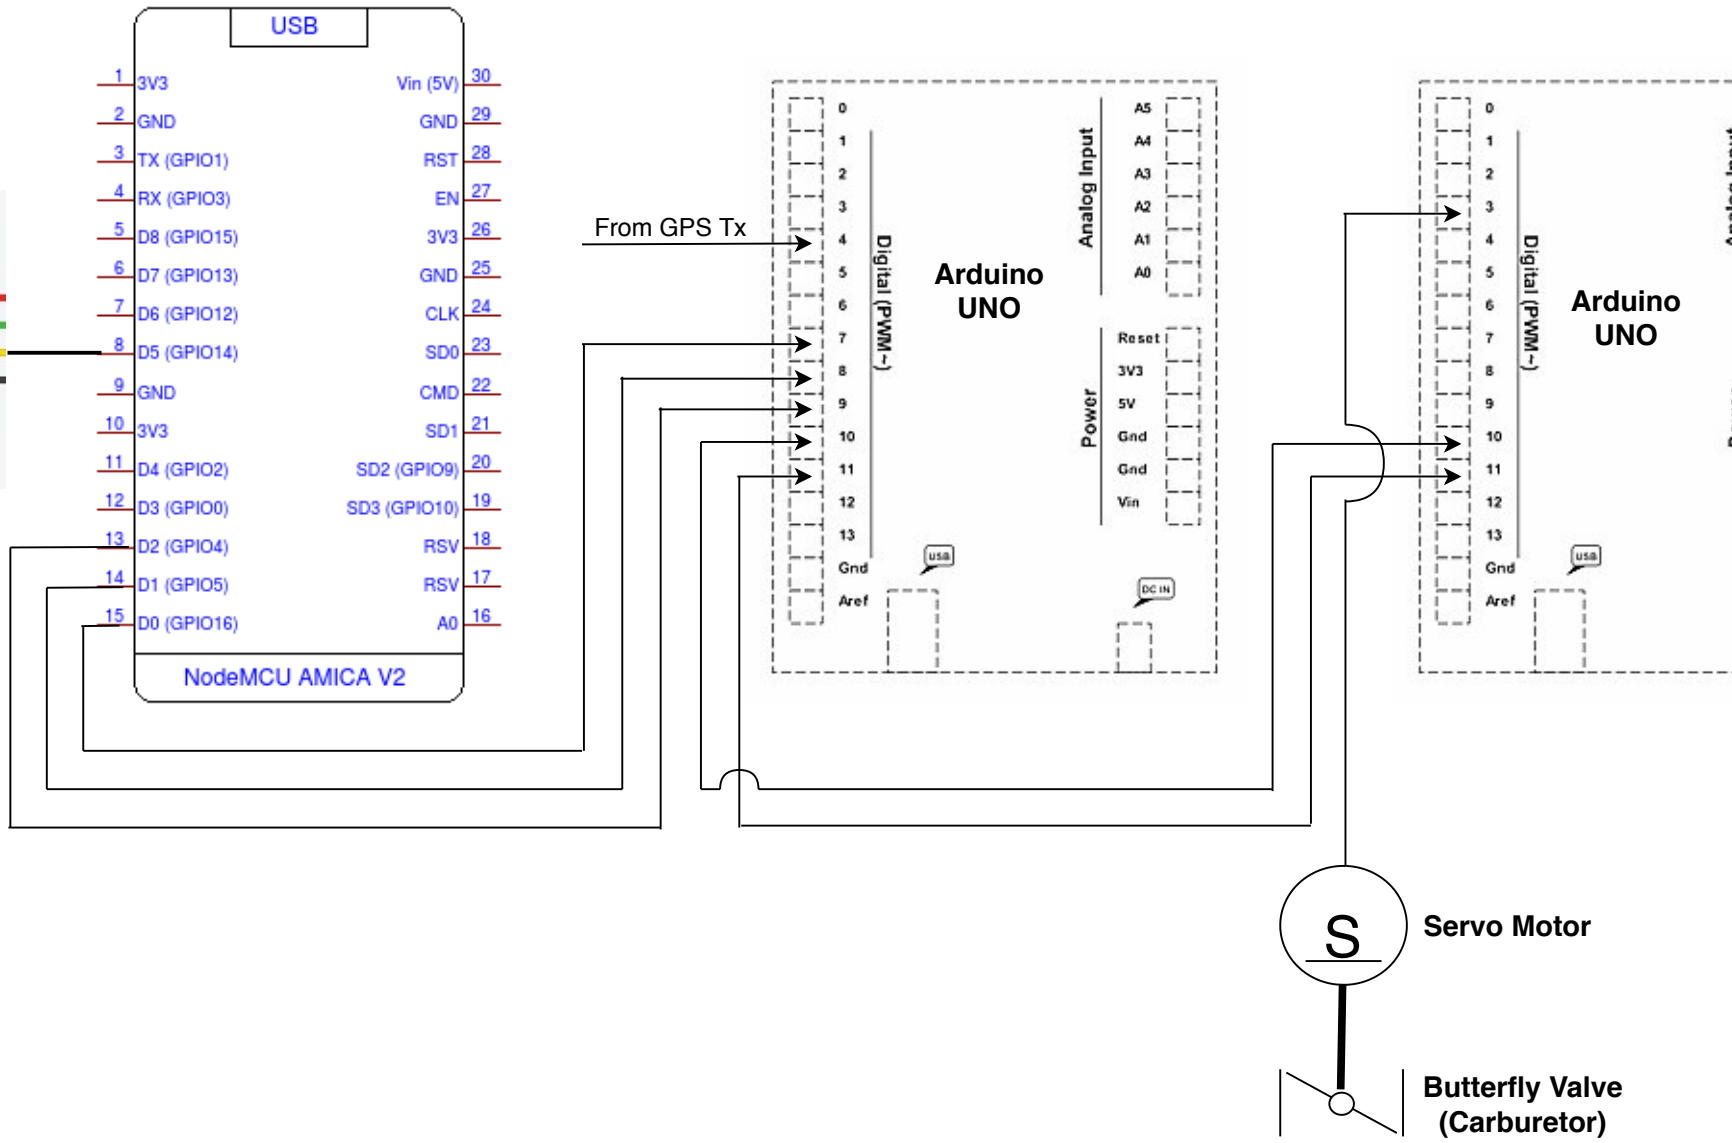 USB
1 3V3 Vin (5V) 30
2 GND GND 29
3 TX (GPIO1) RST 28
4 RX (GPIO3) EN 27
5 D8 (GPIO15) 3V3 26
6 D7 (GPIO13) GND 25
7 D6 (GPIO12) CLK 24
8 D5 (GPIO14) SD0 23
9 GND CMD 22
10 3V3 SD1 21
11 D4 (GPIO2) SD2 (GPIO9) 20
12 D3 (GPIO0) SD3 (GPIO10) 19
13 D2 (GPIO4) RSV 18
14 D1 (GPIO5) RSV 17
15 D0 (GPIO16) A0 16
NodeMCU AMICA V2
From GPS Tx
0
1
2
3
4
5
6
7
8
9
10
11
12
13
Gnd
Aref
Digital (PWM~)
Arduino
UNO
Analog Input
A5
A4
A3
A2
A1
A0
Power
Reset
3V3
5V
Gnd
Gnd
Vin
USB
DC IN
0
1
2
3
4
5
6
7
8
9
10
11
12
13
Gnd
Aref
Digital (PWM~)
Arduino
UNO
USB
S
Servo Motor
Butterfly Valve
(Carburetor)